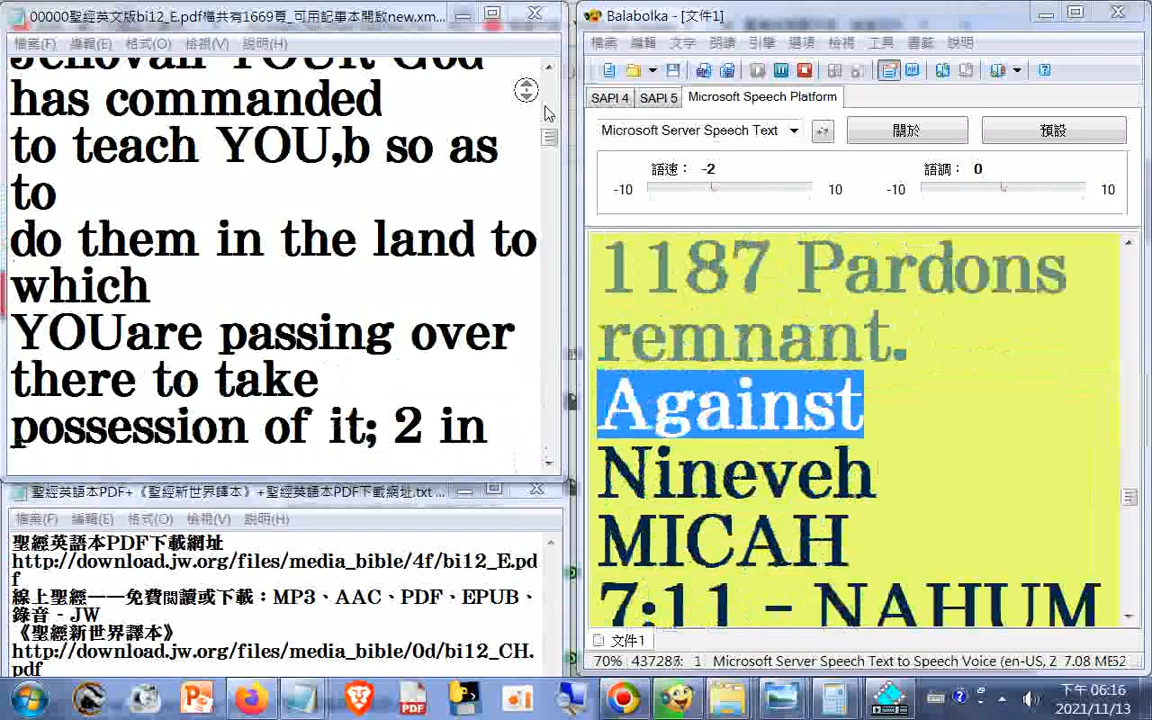 00000聖經英文版bi12_E.pdf檔共有1669頁_可用記事本開啟new.xm...
檔案(F) 編輯(E) 格式(O) 檢視(V) 說明(H)
Jehovah YOUR God
has commanded
to teach YOU,b so as
to
do them in the land to
which
YOUare passing over
there to take
possession of it; 2 in
聖經英語本PDF+《聖經新世界譯本》+聖經英語本PDF下載網址.txt ...
檔案(F) 編輯(E) 格式(O) 檢視(V) 說明(H)
聖經英語本PDF下載網址
http://download.jw.org/files/media_bible/4f/bi12_E.pd
f
線上聖經——免費閱讀或下載：MP3、AAC、PDF、EPUB、
錄音 - JW
《聖經新世界譯本》
http://download.jw.org/files/media_bible/0d/bi12_CH.
pdf
Balabolka - [文件1]
檔案 編輯 文字 朗讀 引擎 選項 檢視 工具 書籤 說明
SAPI 4 SAPI 5 Microsoft Speech Platform
Microsoft Server Speech Text 關於 預設
語速： -2 語調： 0
-10 10 -10 10
1187 Pardons
remnant.
Against
Nineveh
MICAH
7:11 - NAHUM
文件1
70% 437287: 1 Microsoft Server Speech Text to Speech Voice (en-US, Z 7.08 ME52
PDF
下午 06:16
2021/11/13